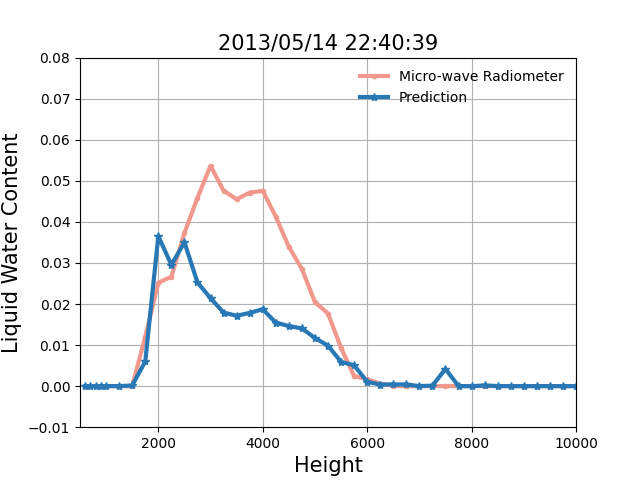 2013/05/14 22:40:39
Micro-wave Radiometer
Prediction
0.08
0.07
0.06
0.05
0.04
0.03
0.02
0.01
0.00
−0.01
Liquid Water Content
2000 4000 6000 8000 10000
Height